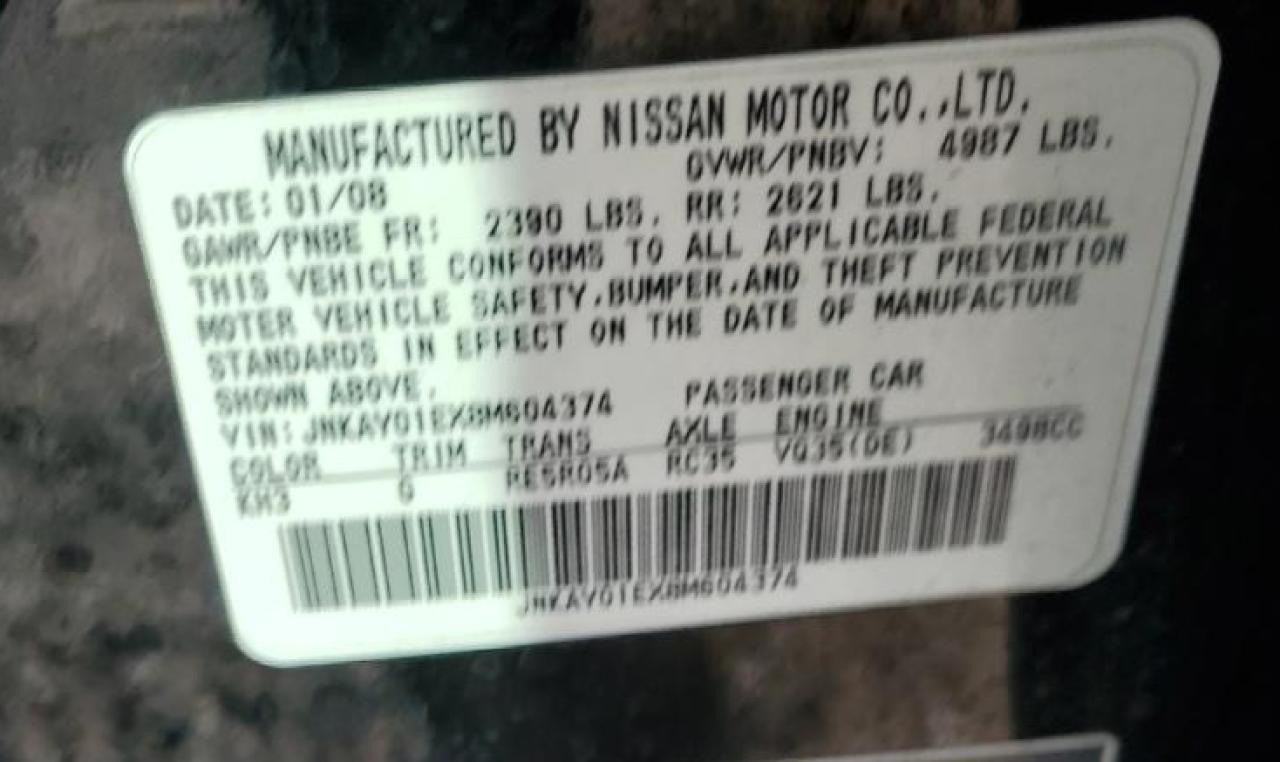 MANUFACTURED BY NISSAN MOTOR CO.,LTD.
DATE: 01/08 GVWR/PNBV: 4987 LBS.
GAWR/PNBE FR: 2390 LBS. RR: 2621 LBS.
THIS VEHICLE CONFORMS TO ALL APPLICABLE FEDERAL
MOTER VEHICLE SAFETY,BUMPER,AND THEFT PREVENTION
STANDARDS IN EFFECT ON THE DATE OF MANUFACTURE
SHOWN ABOVE.
VIN: JNKAY01EX8M604374 PASSENGER CAR
COLOR TRIM TRANS AXLE ENGINE
KH3 G RE5R05A RC35 VQ35(DE) 3498CC
JNKAY01EX8M604374